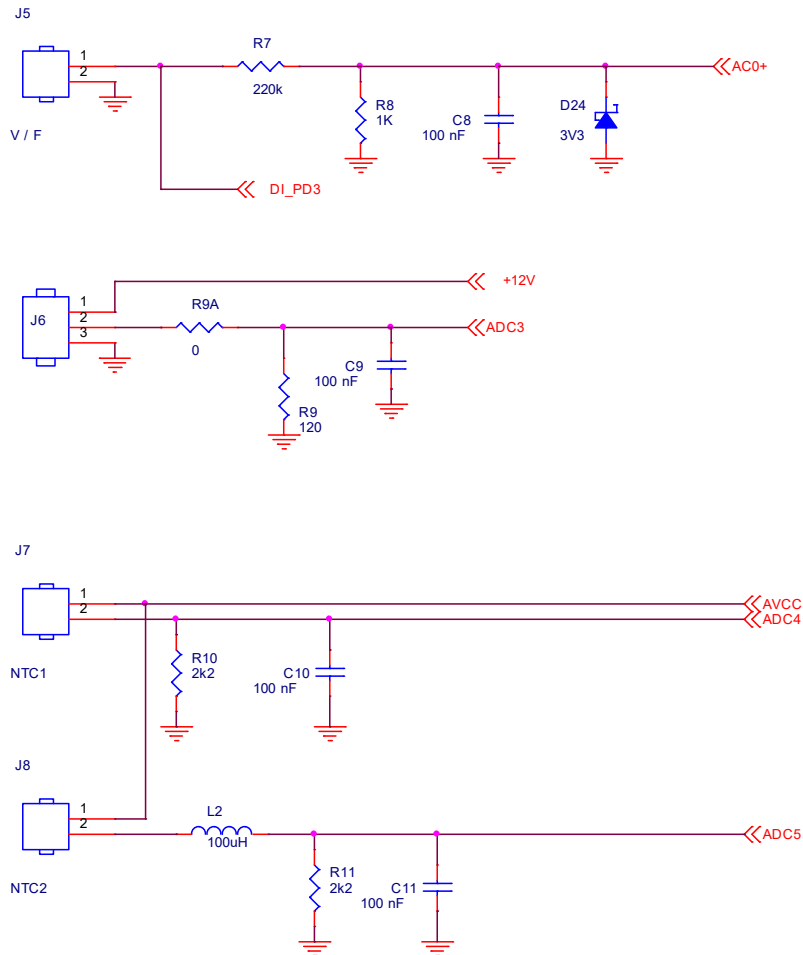 J5
1
2
V / F
R7
220k
R8
1K
C8
100 nF
D24
3V3
AC0+
DI_PD3
J6
1
2
3
R9A
0
+12V
ADC3
R9
120
C9
100 nF
J7
1
2
NTC1
AVCC
ADC4
R10
2k2
C10
100 nF
J8
1
2
NTC2
L2
100uH
R11
2k2
C11
100 nF
ADC5